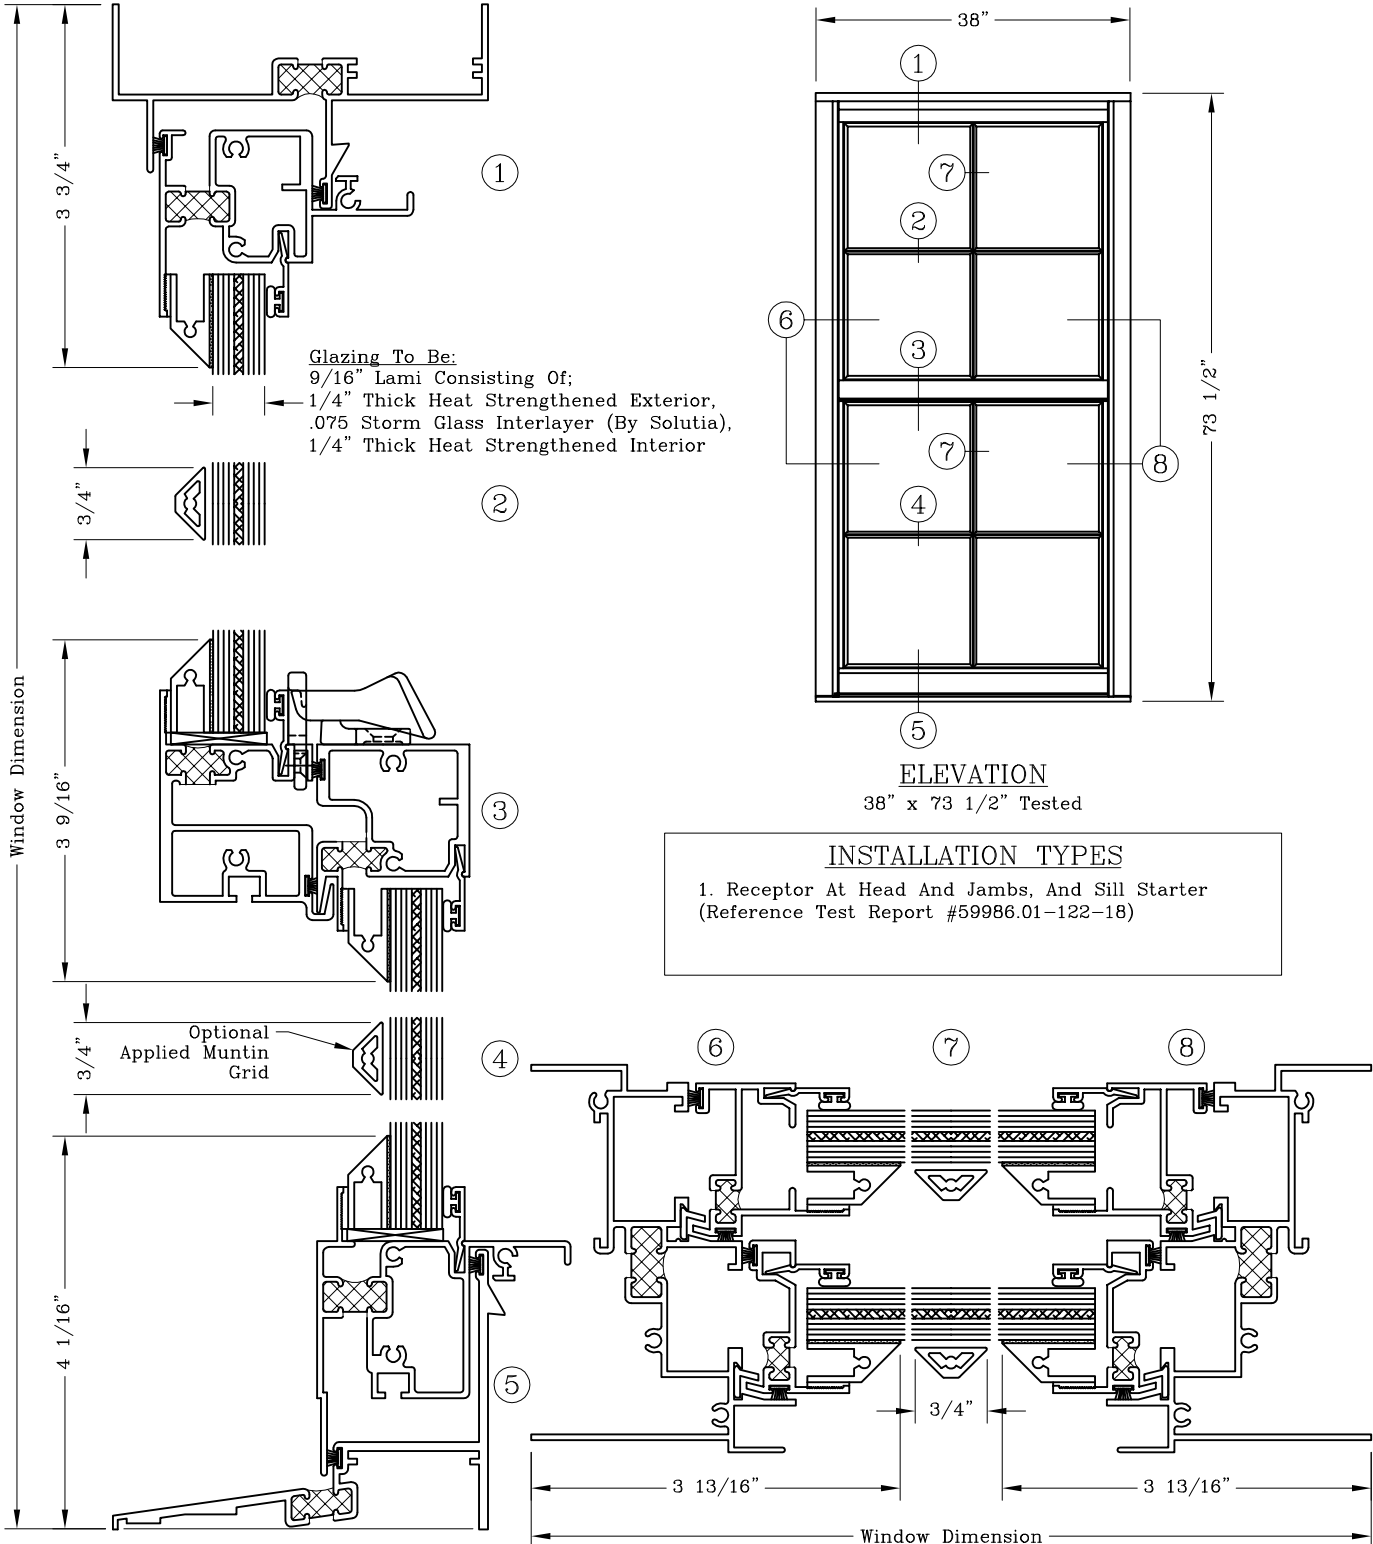 38"
1
1
3 3/4"
7
2
6
3
Glazing To Be:
9/16" Lami Consisting Of;
1/4" Thick Heat Strengthened Exterior,
.075 Storm Glass Interlayer (By Solutia),
1/4" Thick Heat Strengthened Interior
73 1/2"
7
8
3/4"
2
4
Window Dimension
5
ELEVATION
38" x 73 1/2" Tested
3 9/16"
3
INSTALLATION TYPES
1. Receptor At Head And Jambs, And Sill Starter
(Reference Test Report #59986.01-122-18)
Optional
Applied Muntin
Grid
3/4"
4
6
7
8
4 1/16"
5
3/4"
3 13/16"
3 13/16"
Window Dimension